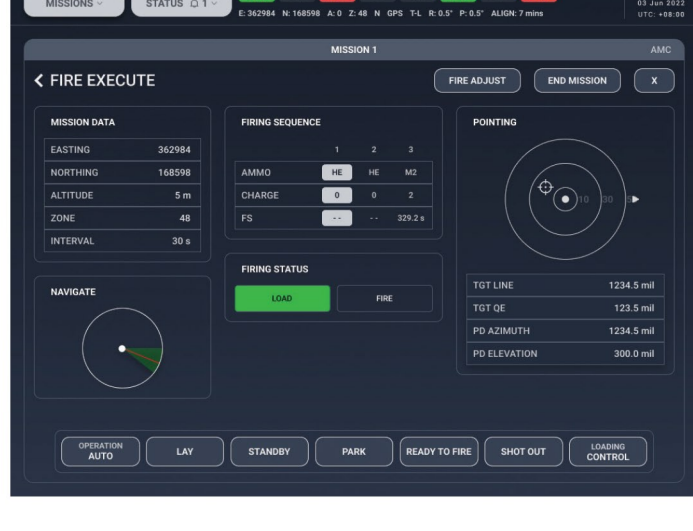 MISSIONS
STATUS 1
E: 362984 N: 168598 A: 0 Z: 48 N GPS T-L R: 0.5° P: 0.5° ALIGN: 7 mins
03 Jun 2022
UTC: +08:00
MISSION 1
AMC
FIRE EXECUTE
FIRE ADJUST
END MISSION
X
MISSION DATA
EASTING 362984
NORTHING 168598
ALTITUDE 5 m
ZONE 48
INTERVAL 30 s
NAVIGATE
FIRING SEQUENCE
1 2 3
AMMO HE HE M2
CHARGE 0 0 2
FS -- -- 329.2 s
FIRING STATUS
LOAD FIRE
POINTING
10 30
TGT LINE 1234.5 mil
TGT QE 123.5 mil
PD AZIMUTH 1234.5 mil
PD ELEVATION 300.0 mil
OPERATION
AUTO
LAY
STANDBY
PARK
READY TO FIRE
SHOT OUT
LOADING
CONTROL